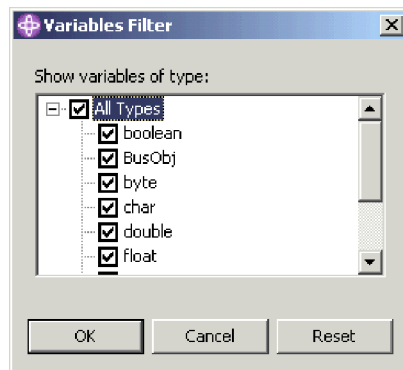 Variables Filter
Show variables of type:
All Types
boolean
BusObj
byte
char
double
float
OK Cancel Reset